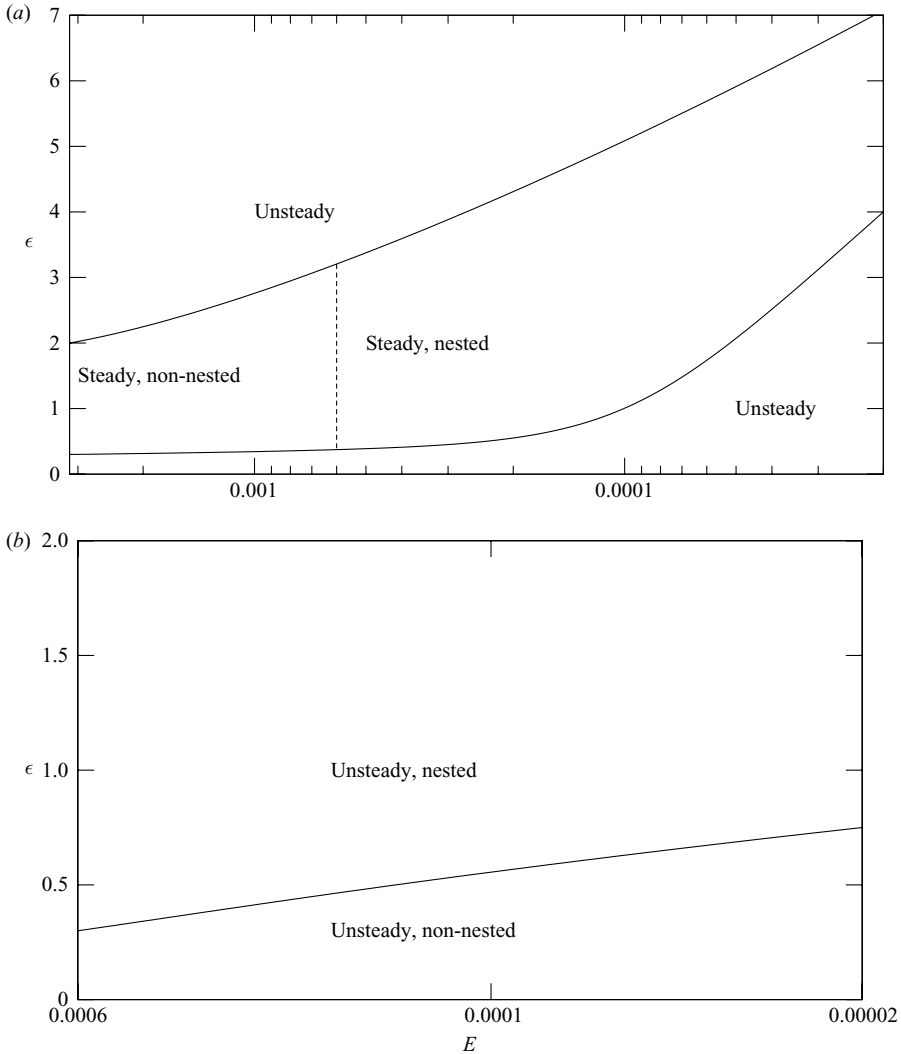 (a)
7
6
5
Unsteady
4
ϵ
3
Steady, nested
2
Steady, non-nested
1
Unsteady
0
0.001
0.0001
(b)
2.0
1.5
ϵ
1.0
Unsteady, nested
0.5
Unsteady, non-nested
0
0.0006
0.0001
0.00002
E